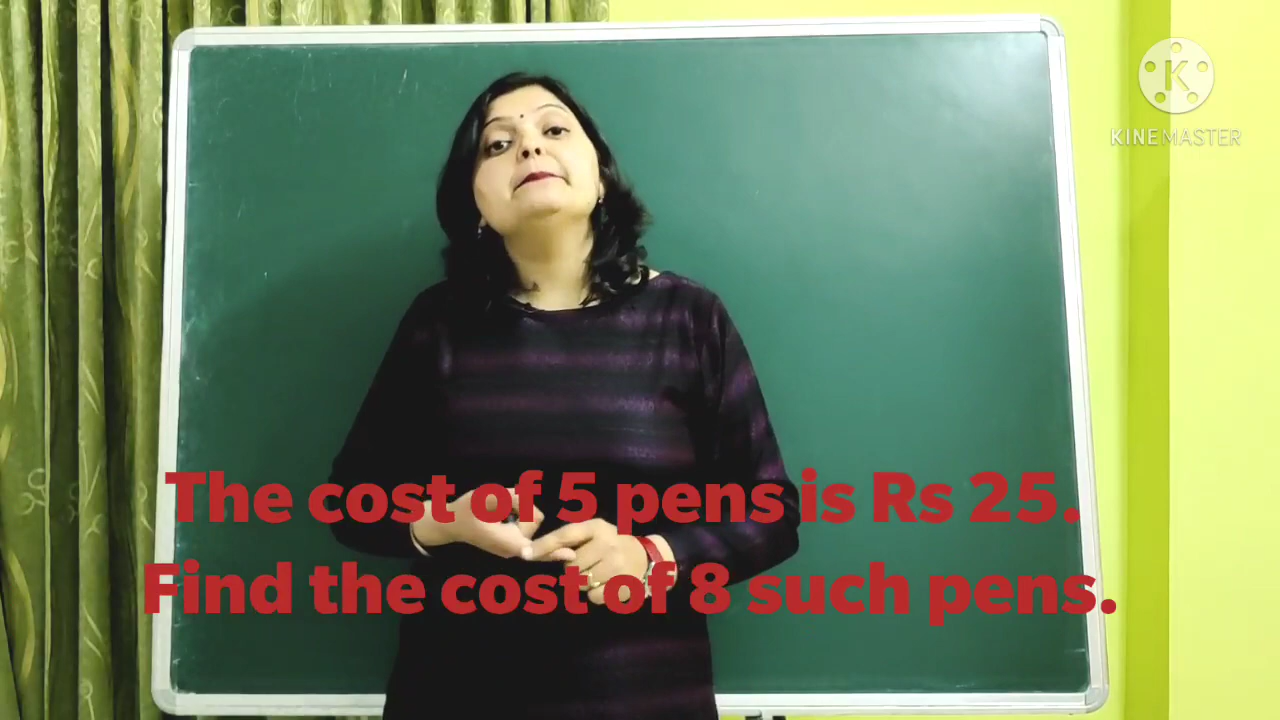 K
KINEMASTER
The cost of 5 pens is Rs 25.
Find the cost of 8 such pens.